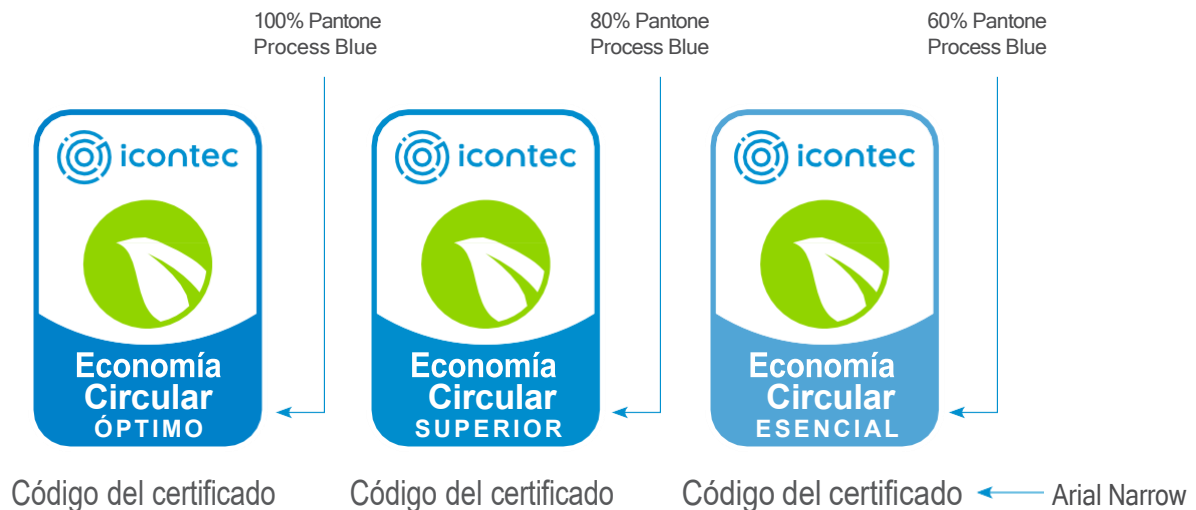 100% Pantone
Process Blue
80% Pantone
Process Blue
60% Pantone
Process Blue
icontec
Economía
Circular
ÓPTIMO
icontec
Economía
Circular
SUPERIOR
icontec
Economía
Circular
ESENCIAL
Código del certificado
Código del certificado
Código del certificado
Arial Narrow